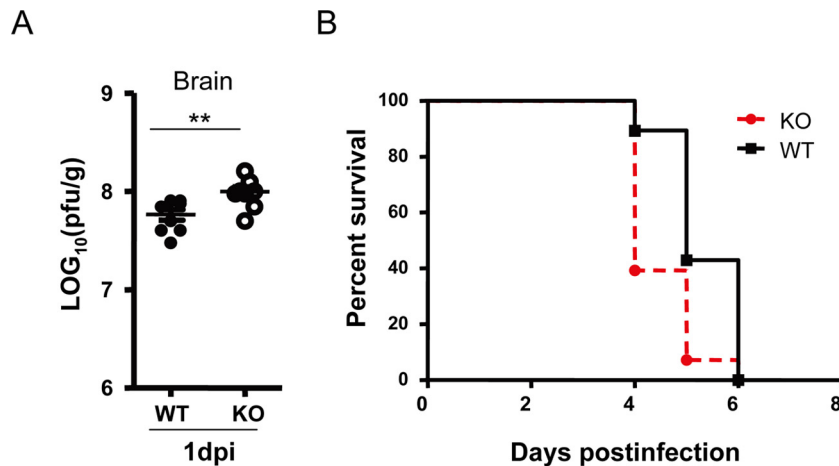 A
Brain
**
9
8
7
6
LOG10(pfu/g)
WT KO
1dpi
B
100
80
60
40
20
0
Percent survival
KO
WT
0 2 4 6 8
Days postinfection